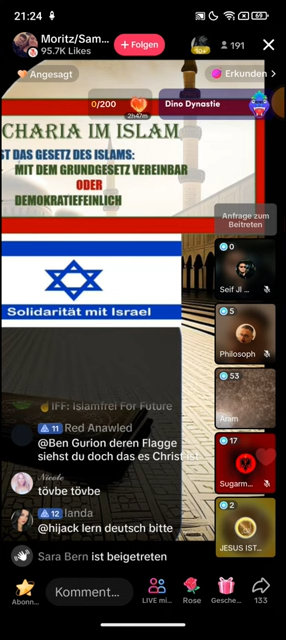 21:24
69
Moritz/Sam...
95.7K Likes
+ Folgen
191
Angesagt
Erkunden >
0/200
2h47m
Dino Dynastie
CHARIA IM ISLAM
ST DAS GESETZ DES ISLAMS:
MIT DEM GRUNDGESETZ VEREINBAR
ODER
DEMOKRATIEFEINLICH
Anfrage zum
Beitreten
0
Seif Jl ...
Solidarität mit Israel
5
Philosoph
53
Aram
IFF: Islamfrei For Future
11 Red Anawled
@Ben Gurion deren Flagge
siehst du doch das es Christ ist
17
Sugarm...
Nicole
tövbe tövbe
12 landa
@hijack lern deutsch bitte
2
JESUS IST...
Sara Bern ist beigetreten
Abonn...
Komment...
LIVE mi...
Rose
Gesche...
133